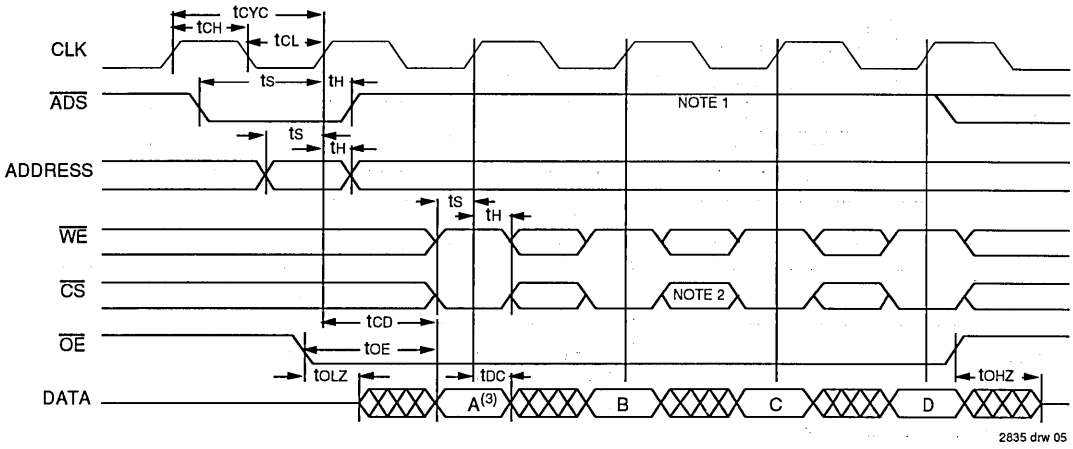 tCYC
tCH
tCL
CLK
tS
tH
ADS
NOTE 1
tS
tH
ADDRESS
tS
tH
WE
CS
NOTE 2
tCD
OE
tOE
tOLZ
tDC
tOHZ
DATA
A(3)
B
C
D
2835 drw 05